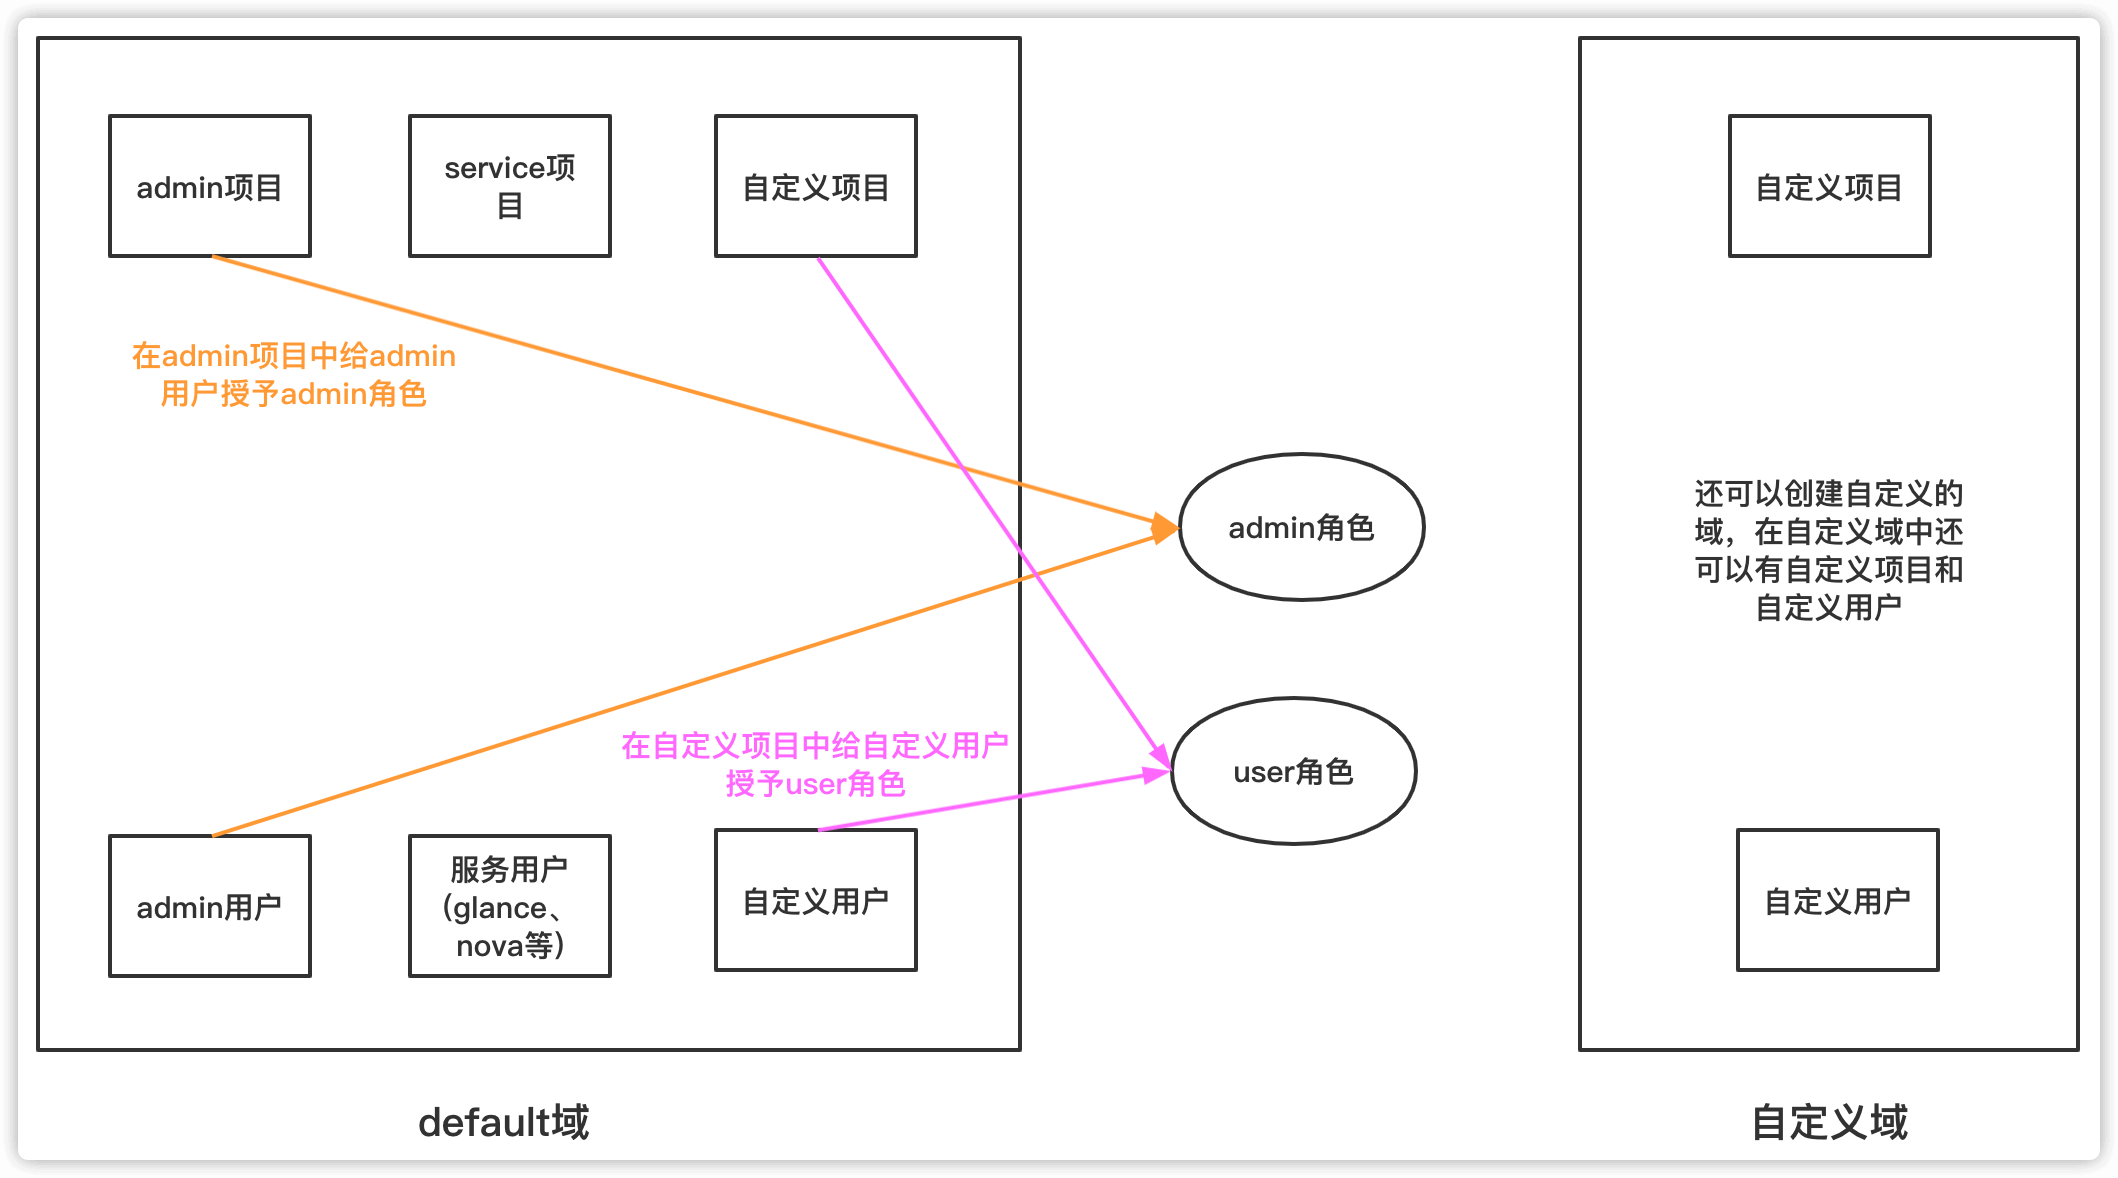 admin项目
service项
目
自定义项目
自定义项目
在admin项目中给admin
用户授予admin角色
admin角色
还可以创建自定义的
域，在自定义域中还
可以有自定义项目和
自定义用户
在自定义项目中给自定义用户
授予user角色
user角色
admin用户
服务用户
（glance、
nova等）
自定义用户
自定义用户
default域
自定义域